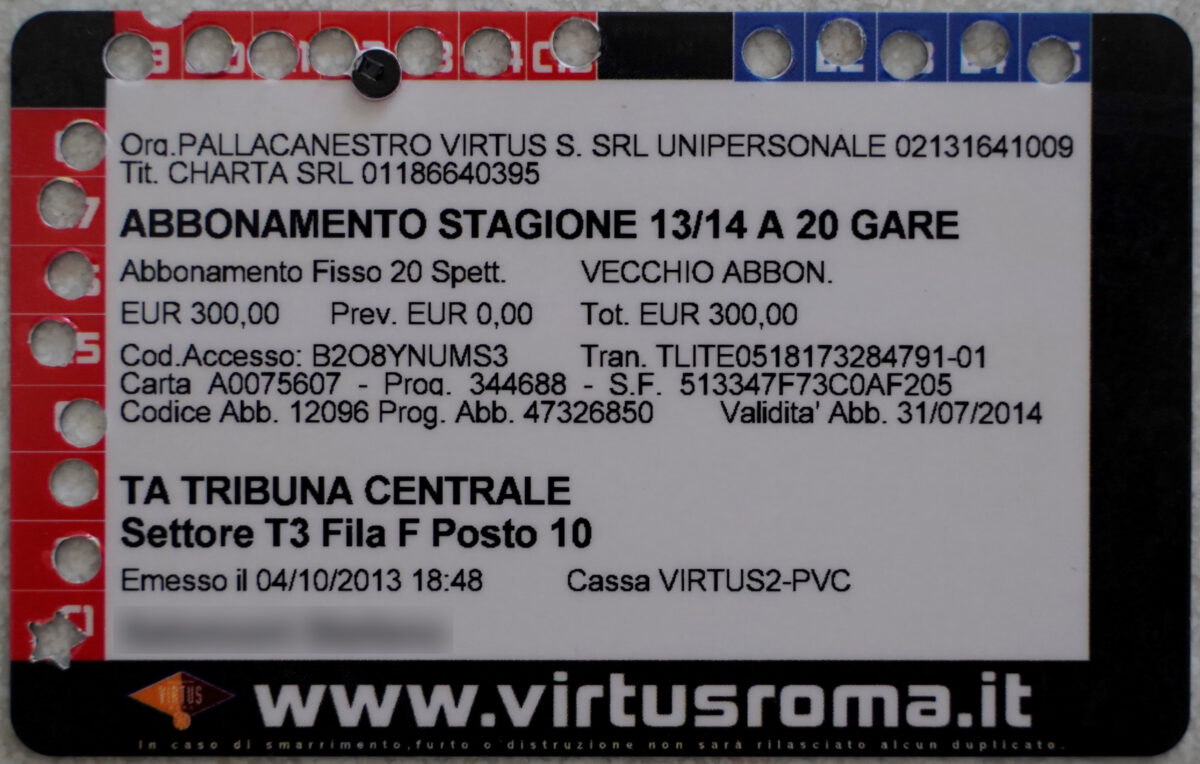 Org.PALLACANESTRO VIRTUS S. SRL UNIPERSONALE 02131641009
Tit. CHARTA SRL 01186640395
ABBONAMENTO STAGIONE 13/14 A 20 GARE
Abbonamento Fisso 20 Spett. VECCHIO ABBON.
EUR 300,00 Prev. EUR 0,00 Tot. EUR 300,00
Cod.Accesso: B2O8YNUMS3 Tran. TLITE0518173284791-01
Carta A0075607 - Prog. 344688 - S.F. 513347F73C0AF205
Codice Abb. 12096 Prog. Abb. 47326850 Validita' Abb. 31/07/2014
TA TRIBUNA CENTRALE
Settore T3 Fila F Posto 10
Emesso il 04/10/2013 18:48 Cassa VIRTUS2-PVC
VIRTUS
www.virtusroma.it
In caso di smarrimento,furto o distruzione non sarà rilasciato alcun duplicato.